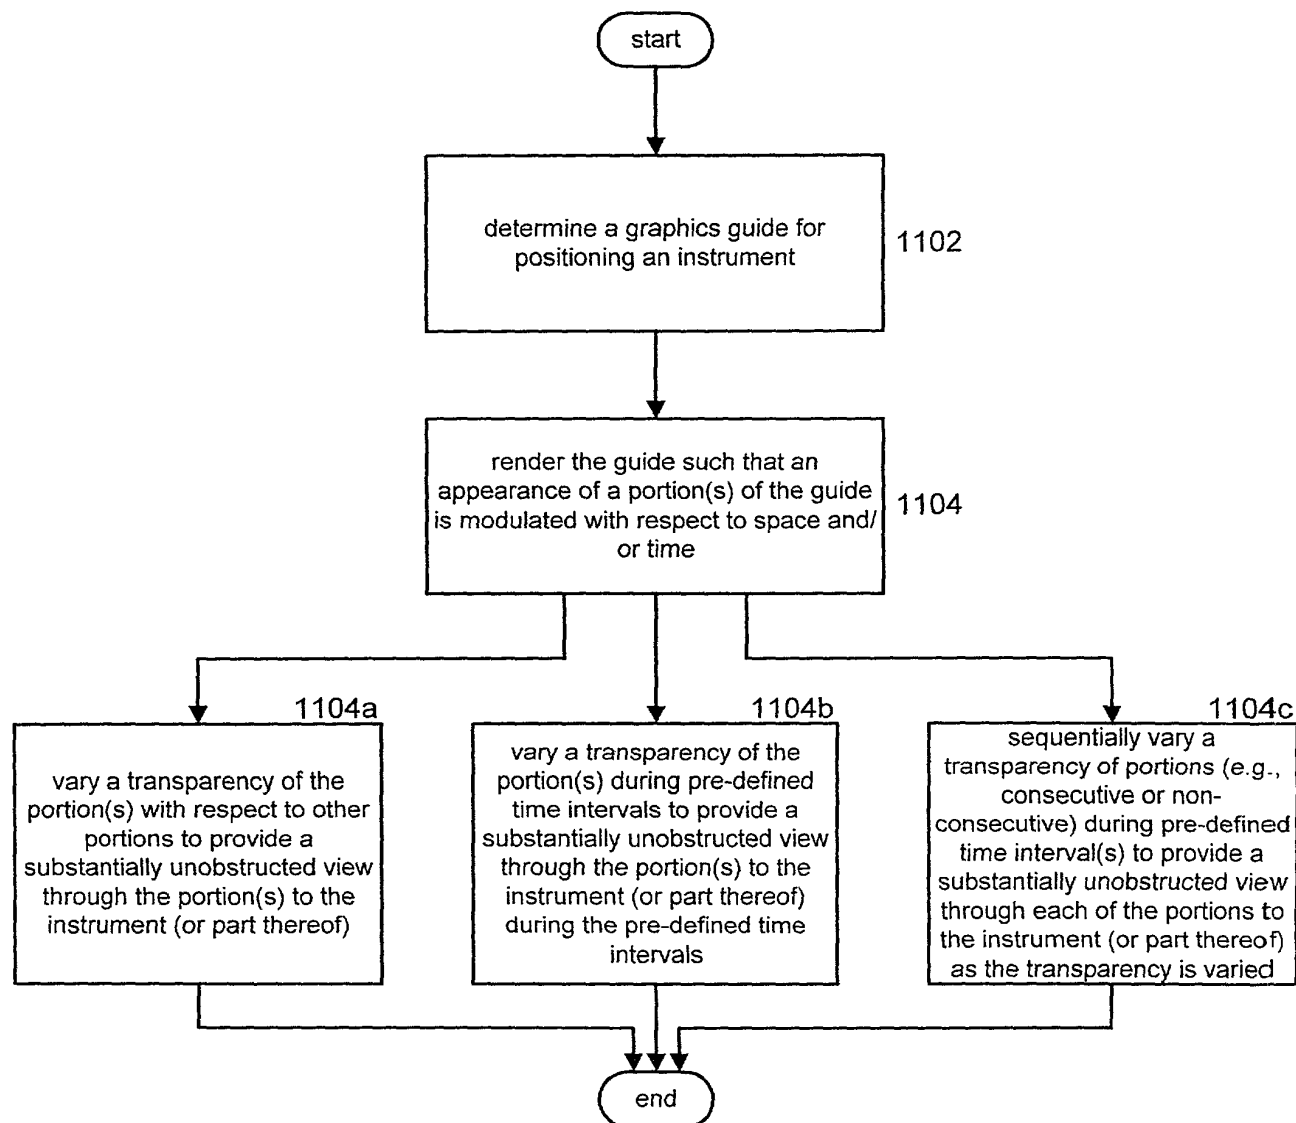 start
determine a graphics guide for
positioning an instrument
1102
render the guide such that an
appearance of a portion(s) of the guide
is modulated with respect to space and/
or time
1104
1104a
vary a transparency of the
portion(s) with respect to other
portions to provide a
substantially unobstructed view
through the portion(s) to the
instrument (or part thereof)
1104b
vary a transparency of the
portion(s) during pre-defined
time intervals to provide a
substantially unobstructed view
through the portion(s) to the
instrument (or part thereof)
during the pre-defined time
intervals
1104c
sequentially vary a
transparency of portions (e.g.,
consecutive or non-
consecutive) during pre-defined
time interval(s) to provide a
substantially unobstructed view
through each of the portions to
the instrument (or part thereof)
as the transparency is varied
end